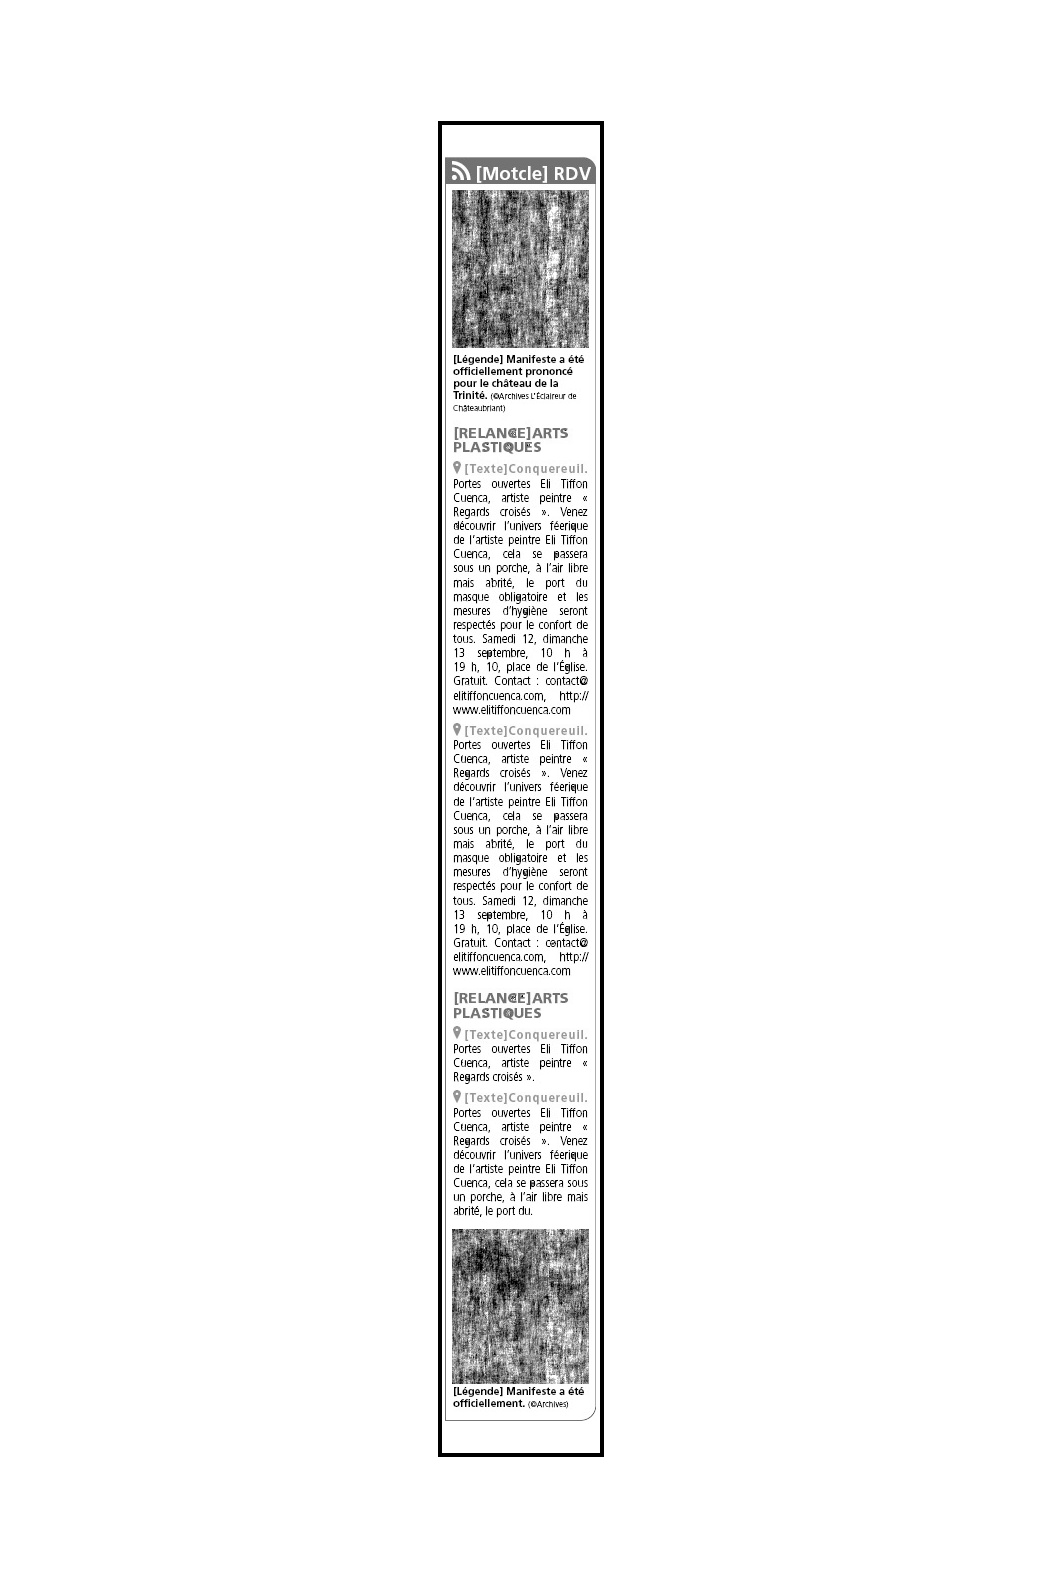 [Motcle] RDV
[Légende] Manifeste a été
officiellement prononcé
pour le château de la
Trinité. (©Archives L'Éclaireur de
Châteaubriant)
[RELANCE]ARTS
PLASTIQUES
[Texte]Conquereuil.
Portes ouvertes Eli Tiffon
Cuenca, artiste peintre «
Regards croisés ». Venez
découvrir l'univers féerique
de l'artiste peintre Eli Tiffon
Cuenca, cela se passera
sous un porche, à l'air libre
mais abrité, le port du
masque obligatoire et les
mesures d'hygiène seront
respectés pour le confort de
tous. Samedi 12, dimanche
13 septembre, 10 h à
19 h, 10, place de l'Église.
Gratuit. Contact : contact@
elitiffoncuenca.com, http://
www.elitiffoncuenca.com
[Texte]Conquereuil.
Portes ouvertes Eli Tiffon
Cuenca, artiste peintre «
Regards croisés ». Venez
découvrir l'univers féerique
de l'artiste peintre Eli Tiffon
Cuenca, cela se passera
sous un porche, à l'air libre
mais abrité, le port du
masque obligatoire et les
mesures d'hygiène seront
respectés pour le confort de
tous. Samedi 12, dimanche
13 septembre, 10 h à
19 h, 10, place de l'Église.
Gratuit. Contact : contact@
elitiffoncuenca.com, http://
www.elitiffoncuenca.com
[RELANCE]ARTS
PLASTIQUES
[Texte]Conquereuil.
Portes ouvertes Eli Tiffon
Cuenca, artiste peintre «
Regards croisés ».
[Texte]Conquereuil.
Portes ouvertes Eli Tiffon
Cuenca, artiste peintre «
Regards croisés ». Venez
découvrir l'univers féerique
de l'artiste peintre Eli Tiffon
Cuenca, cela se passera sous
un porche, à l'air libre mais
abrité, le port du.
[Légende] Manifeste a été
officiellement. (©Archives)